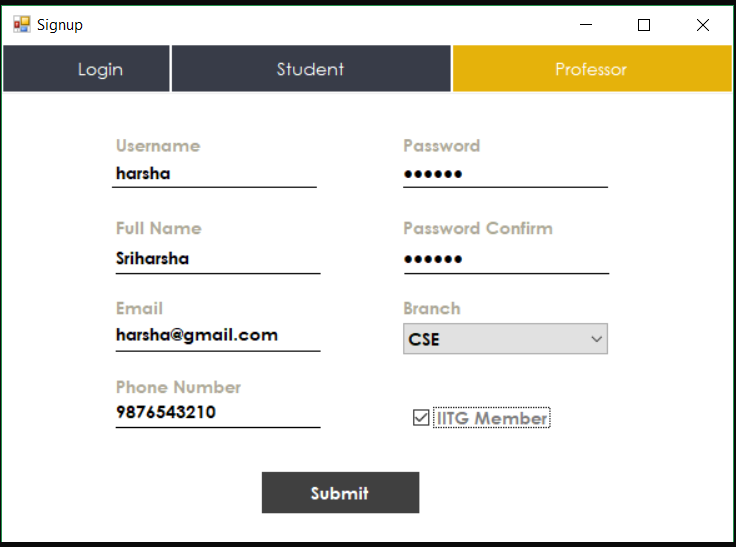 Signup
Login Student Professor
Username Password
harsha ●●●●●●
Full Name Password Confirm
Sriharsha ●●●●●●
Email Branch
harsha@gmail.com CSE
Phone Number
9876543210 IITG Member
Submit